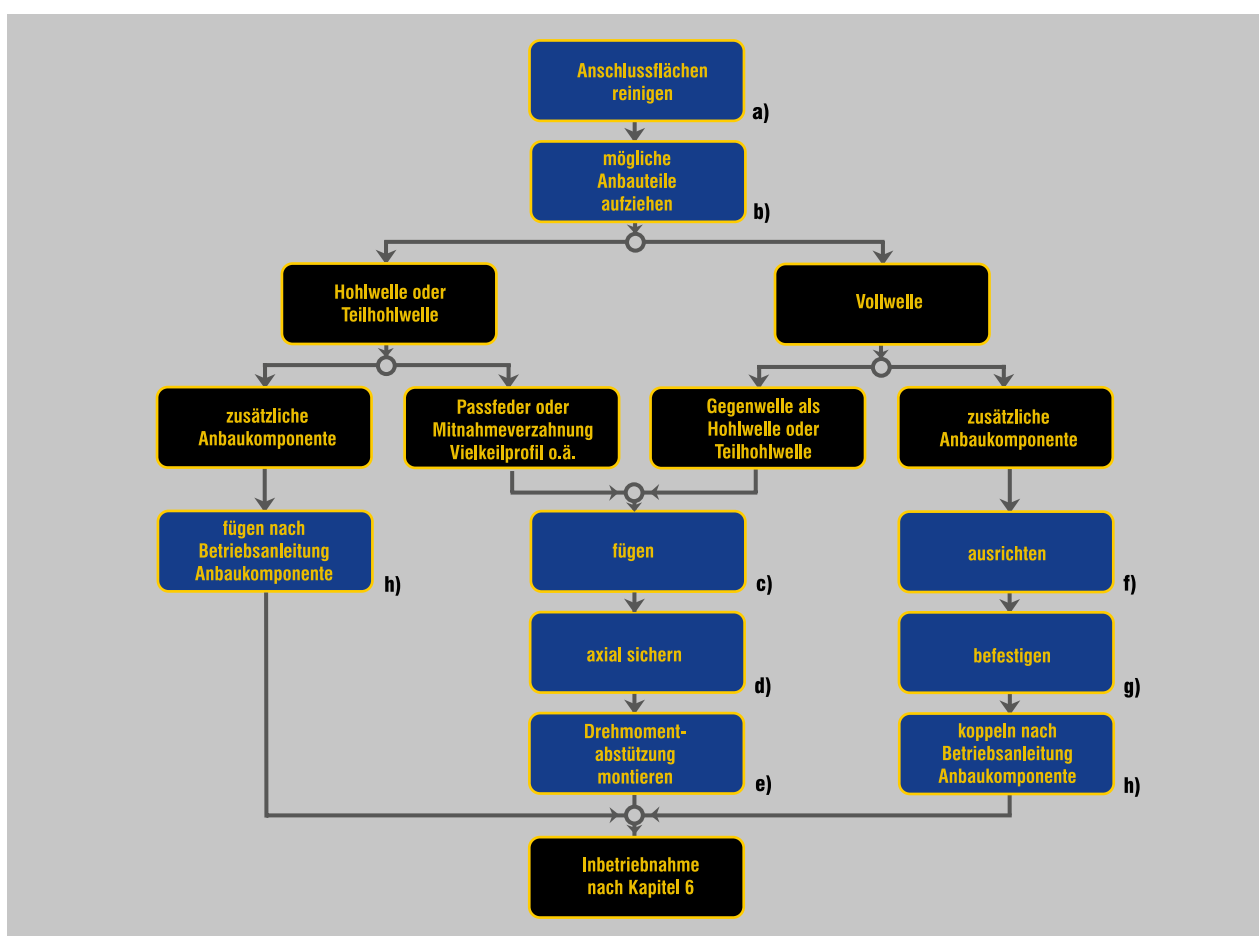 Anschlussflächen
reinigen
a)
mögliche
Anbauteile
aufziehen
b)
Hohlwelle oder
Teilhohlwelle
Vollwelle
zusätzliche
Anbaukomponente
Passfeder oder
Mitnahmeverzahnung
Vielkeilprofil o.ä.
Gegenwelle als
Hohlwelle oder
Teilhohlwelle
zusätzliche
Anbaukomponente
fügen nach
Betriebsanleitung
Anbaukomponente
h)
fügen
c)
ausrichten
f)
axial sichern
d)
befestigen
g)
Drehmoment-
abstützung
montieren
e)
koppeln nach
Betriebsanleitung
Anbaukomponente
h)
Inbetriebnahme
nach Kapitel 6